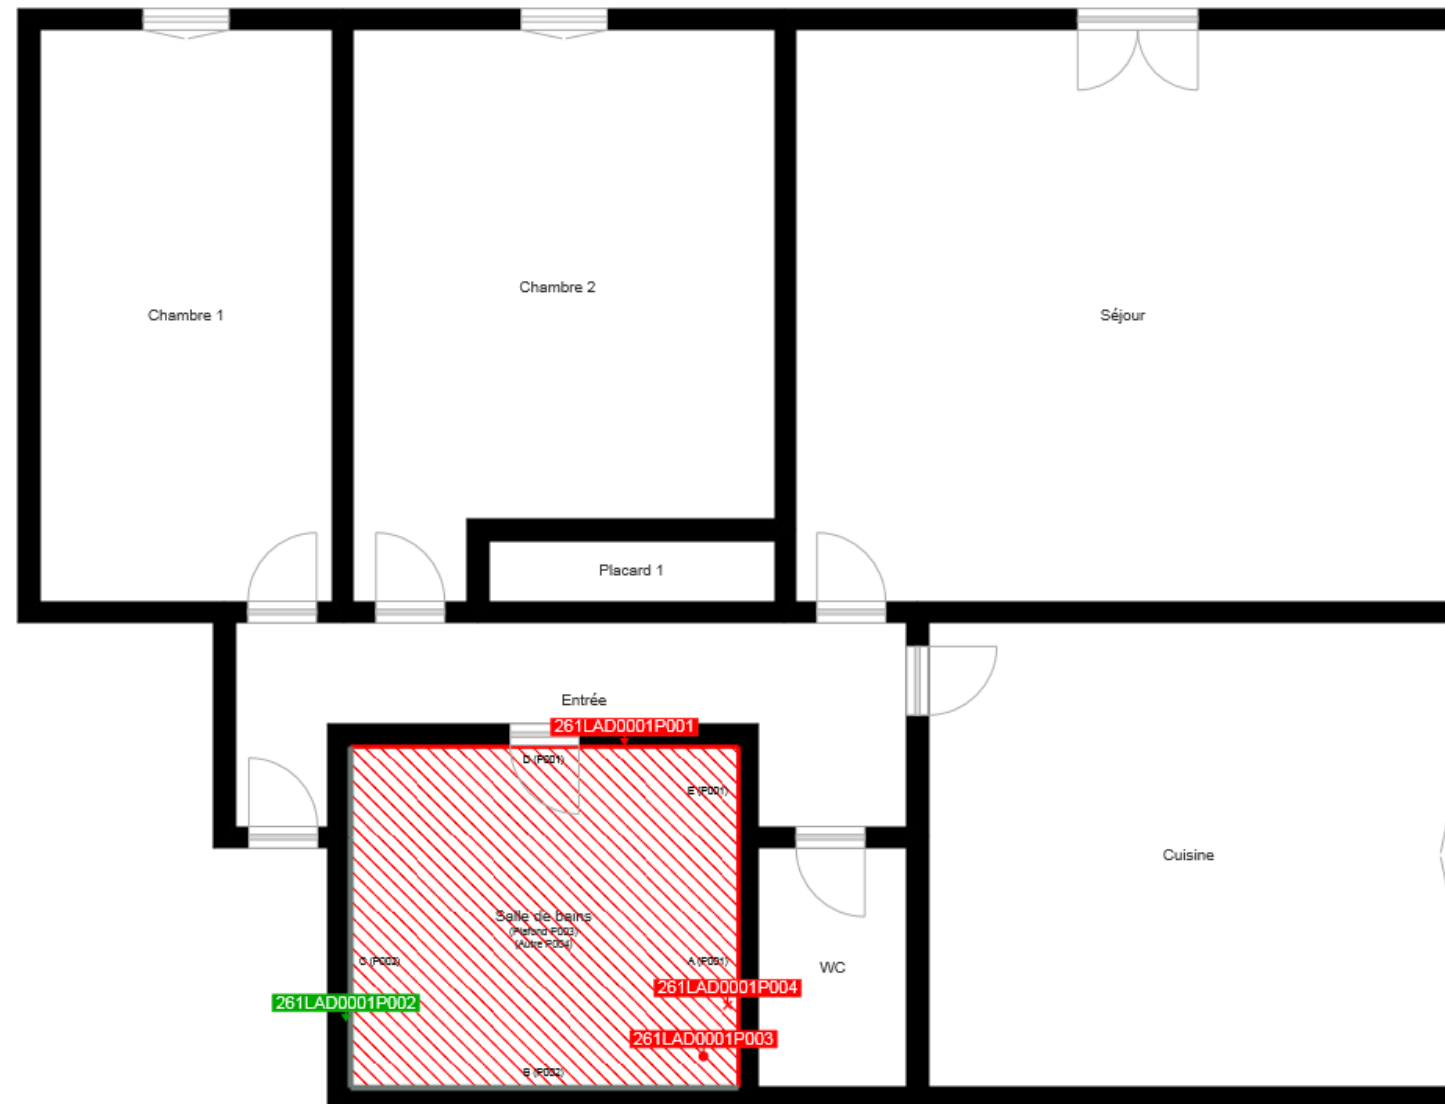 Chambre 2
Chambre 1
Séjour
Placard 1
Entrée
261LAD0001P001
D (P001)
E (P001)
Cuisine
Salle de bains
(Plafond P003)
(Autre P004)
C (P002)
A (P001)
WC
261LAD0001P004
261LAD0001P002
261LAD0001P003
B (P002)